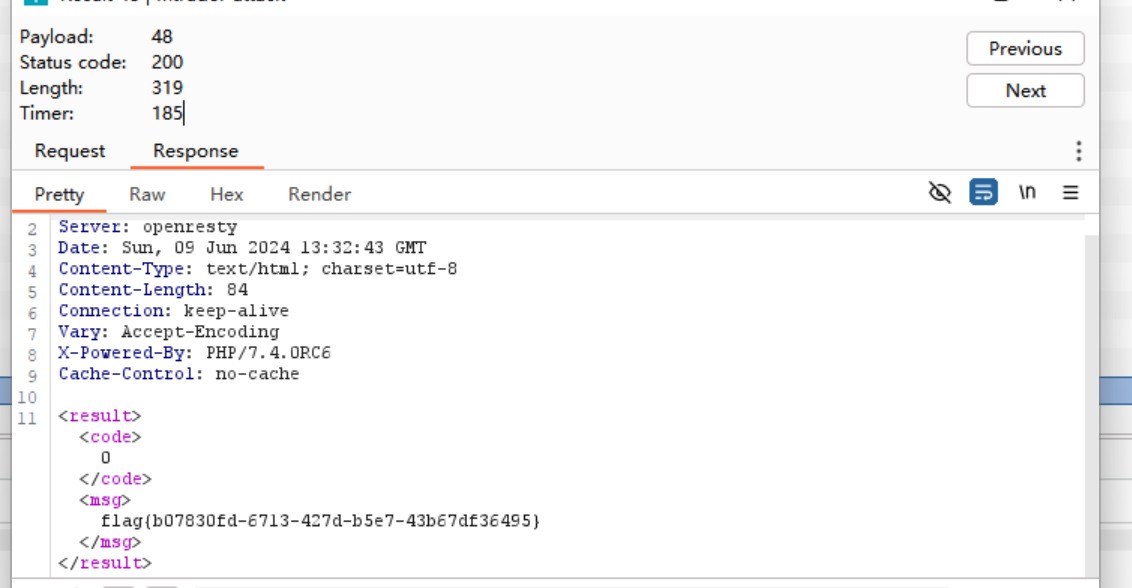 Payload: 48
Status code: 200
Length: 319
Timer: 185
Previous
Next
Request Response
Pretty Raw Hex Render \n
2 Server: openresty
3 Date: Sun, 09 Jun 2024 13:32:43 GMT
4 Content-Type: text/html; charset=utf-8
5 Content-Length: 84
6 Connection: keep-alive
7 Vary: Accept-Encoding
8 X-Powered-By: PHP/7.4.0RC6
9 Cache-Control: no-cache
10
11 <result>
<code>
0
</code>
<msg>
flag{b07830fd-6713-427d-b5e7-43b67df36495}
</msg>
</result>